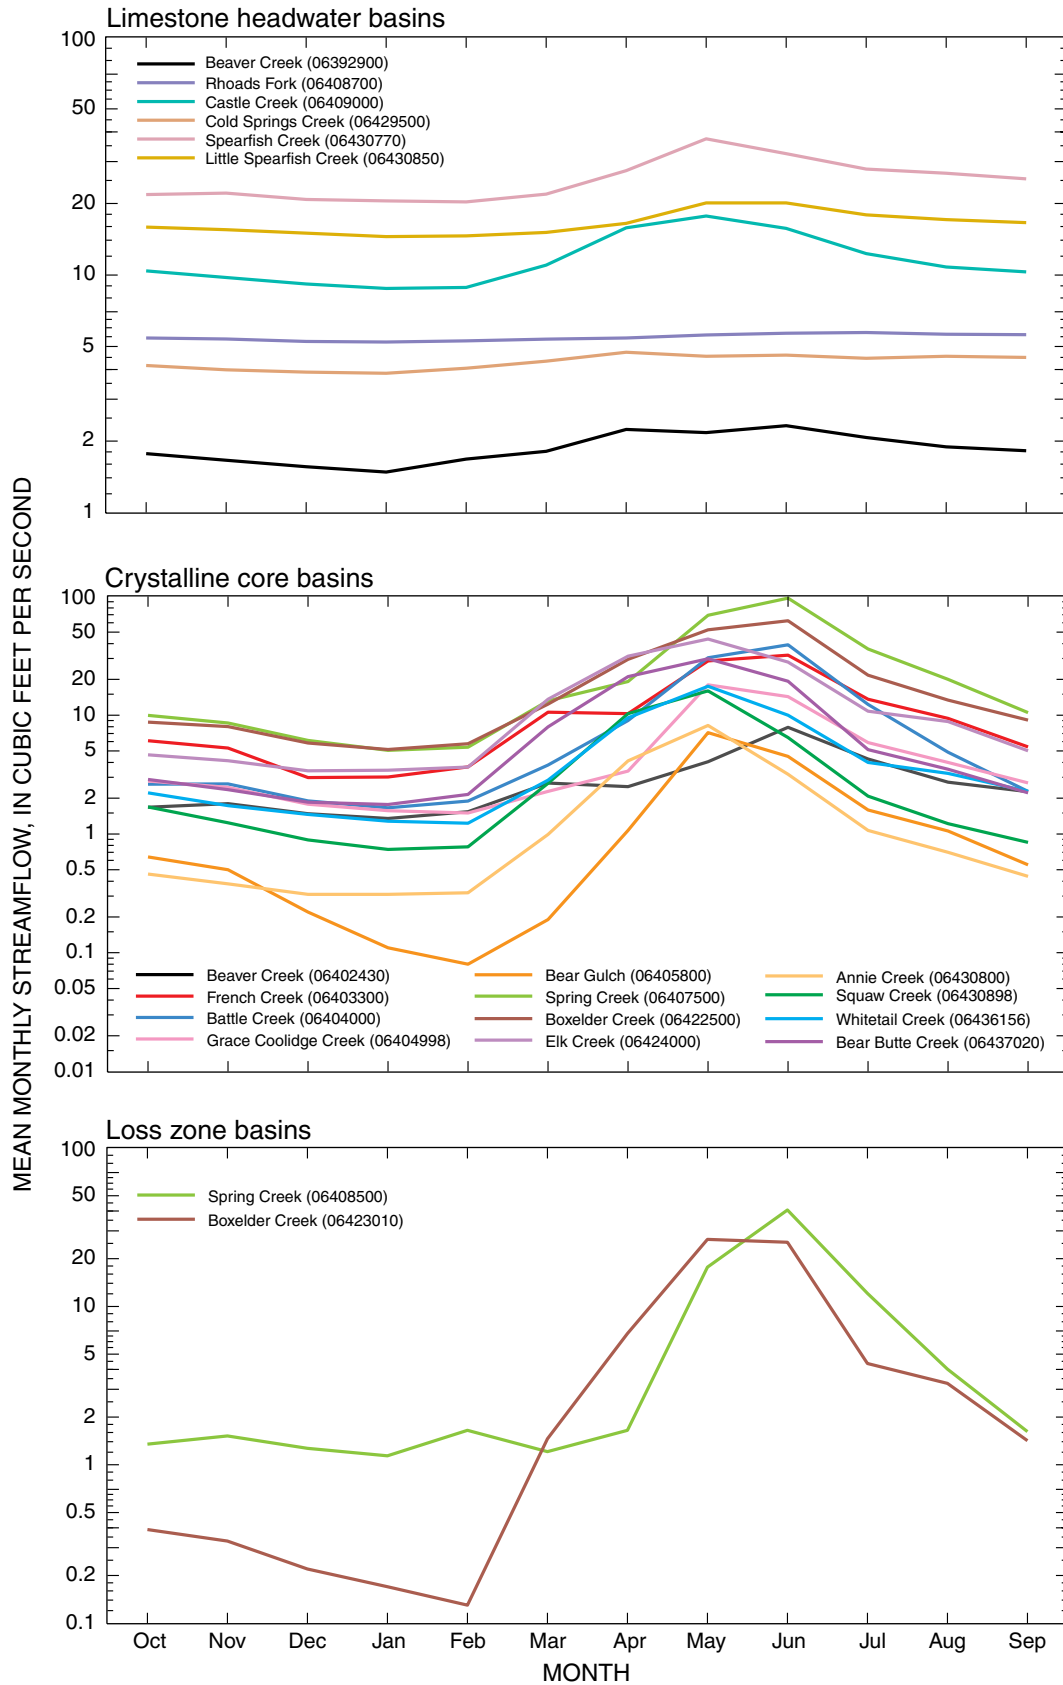 Limestone headwater basins
100
50
20
10
5
2
1
Beaver Creek (06392900)
Rhoads Fork (06408700)
Castle Creek (06409000)
Cold Springs Creek (06429500)
Spearfish Creek (06430770)
Little Spearfish Creek (06430850)
MEAN MONTHLY STREAMFLOW, IN CUBIC FEET PER SECOND
Crystalline core basins
100
50
20
10
5
2
1
0.5
0.2
0.1
0.05
0.02
0.01
Beaver Creek (06402430)
French Creek (06403300)
Battle Creek (06404000)
Grace Coolidge Creek (06404998)
Bear Gulch (06405800)
Spring Creek (06407500)
Boxelder Creek (06422500)
Elk Creek (06424000)
Annie Creek (06430800)
Squaw Creek (06430898)
Whitetail Creek (06436156)
Bear Butte Creek (06437020)
Loss zone basins
100
50
20
10
5
2
1
0.5
0.2
0.1
Spring Creek (06408500)
Boxelder Creek (06423010)
Oct Nov Dec Jan Feb Mar Apr May Jun Jul Aug Sep
MONTH